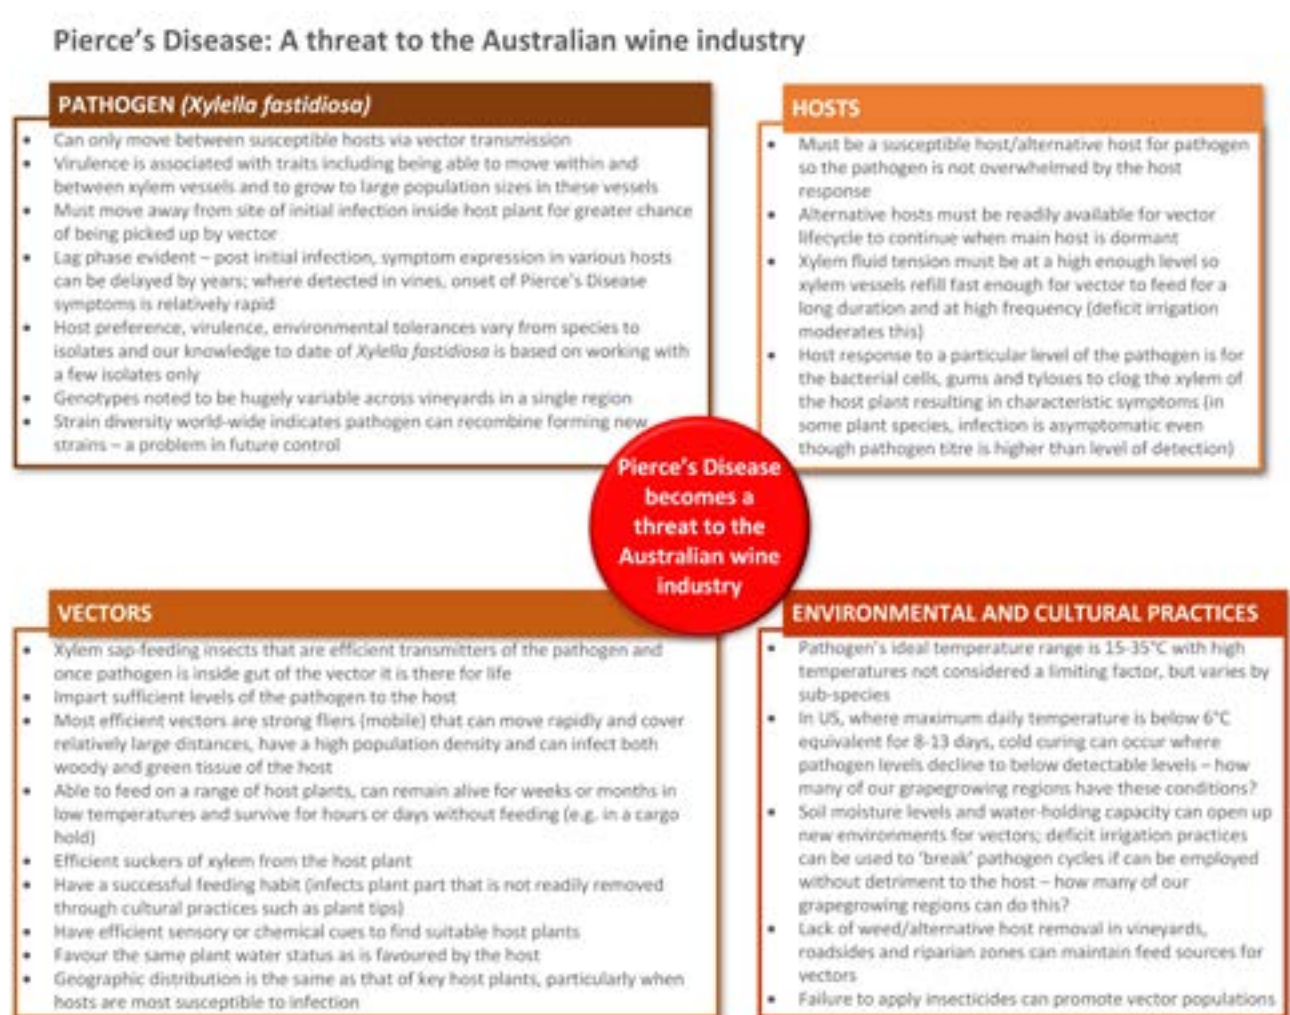 Pierce's Disease: A threat to the Australian wine industry
PATHOGEN (Xylella fastidiosa)
• Can only move between susceptible hosts via vector transmission
• Virulence is associated with traits including being able to move within and
between xylem vessels and to grow to large population sizes in these vessels
• Must move away from site of initial infection inside host plant for greater chance
of being picked up by vector
• Lag phase evident – post initial infection, symptom expression in various hosts
can be delayed by years; where detected in vines, onset of Pierce's Disease
symptoms is relatively rapid
• Host preference, virulence, environmental tolerances vary from species to
isolates and our knowledge to date of Xylella fastidiosa is based on working with
a few isolates only
• Genotypes noted to be hugely variable across vineyards in a single region
• Strain diversity world-wide indicates pathogen can recombine forming new
strains – a problem in future control
HOSTS
• Must be a susceptible host/alternative host for pathogen
so the pathogen is not overwhelmed by the host
response
• Alternative hosts must be readily available for vector
lifecycle to continue when main host is dormant
• Xylem fluid tension must be at a high enough level so
xylem vessels refill fast enough for vector to feed for a
long duration and at high frequency (deficit irrigation
moderates this)
• Host response to a particular level of the pathogen is for
the bacterial cells, gums and tyloses to clog the xylem of
the host plant resulting in characteristic symptoms (in
some plant species, infection is asymptomatic even
though pathogen titre is higher than level of detection)
Pierce's Disease
becomes a
threat to the
Australian wine
industry
VECTORS
• Xylem sap-feeding insects that are efficient transmitters of the pathogen and
once pathogen is inside gut of the vector it is there for life
• Impart sufficient levels of the pathogen to the host
• Most efficient vectors are strong fliers (mobile) that can move rapidly and cover
relatively large distances, have a high population density and can infect both
woody and green tissue of the host
• Able to feed on a range of host plants, can remain alive for weeks or months in
low temperatures and survive for hours or days without feeding (e.g. in a cargo
hold)
• Efficient suckers of xylem from the host plant
• Have a successful feeding habit (infects plant part that is not readily removed
through cultural practices such as plant tips)
• Have efficient sensory or chemical cues to find suitable host plants
• Favour the same plant water status as is favoured by the host
• Geographic distribution is the same as that of key host plants, particularly when
hosts are most susceptible to infection
ENVIRONMENTAL AND CULTURAL PRACTICES
• Pathogen's ideal temperature range is 15-35°C with high
temperatures not considered a limiting factor, but varies by
sub-species
• In US, where maximum daily temperature is below 6°C
equivalent for 8-13 days, cold curing can occur where
pathogen levels decline to below detectable levels – how
many of our grapegrowing regions have these conditions?
• Soil moisture levels and water-holding capacity can open up
new environments for vectors; deficit irrigation practices
can be used to 'break' pathogen cycles if can be employed
without detriment to the host – how many of our
grapegrowing regions can do this?
• Lack of weed/alternative host removal in vineyards,
roadsides and riparian zones can maintain feed sources for
vectors
• Failure to apply insecticides can promote vector populations